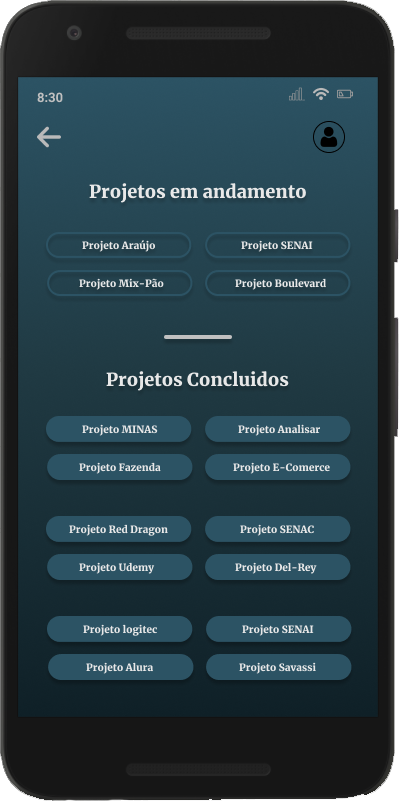 8:30
Projetos em andamento
Projeto Araújo
Projeto SENAI
Projeto Mix-Pão
Projeto Boulevard
Projetos Concluidos
Projeto MINAS
Projeto Analisar
Projeto Fazenda
Projeto E-Comerce
Projeto Red Dragon
Projeto SENAC
Projeto Udemy
Projeto Del-Rey
Projeto logitec
Projeto SENAI
Projeto Alura
Projeto Savassi